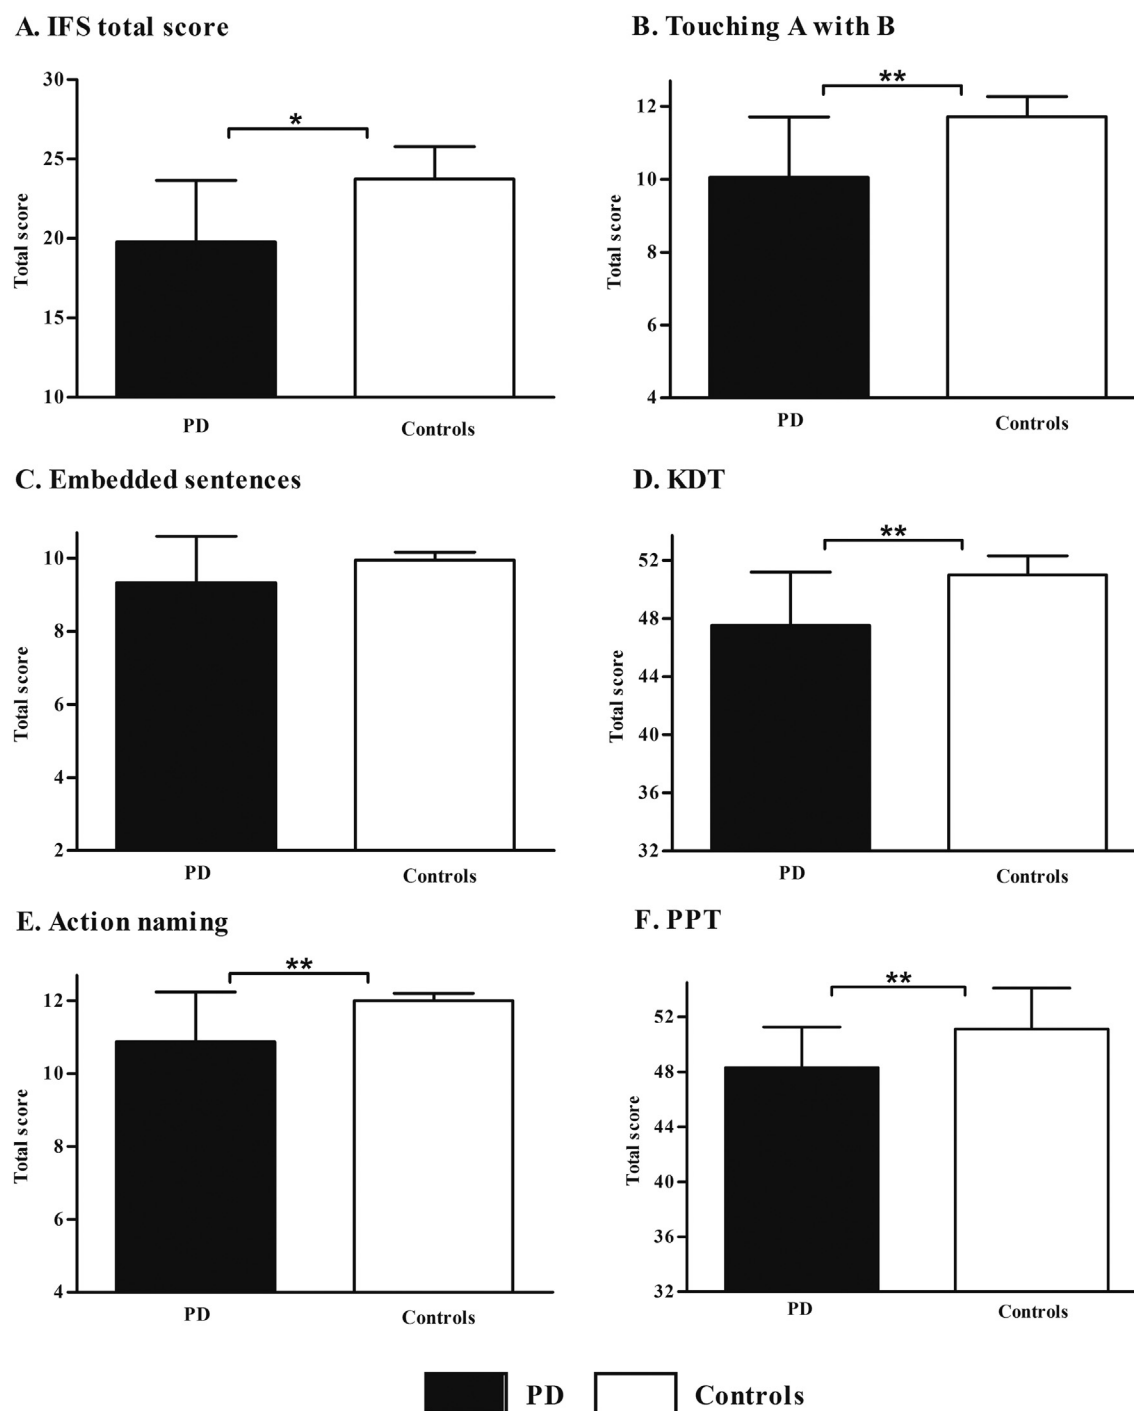 A. IFS total score
30
25
20
15
10
Total score
*
PD
Controls
B. Touching A with B
12
10
8
6
4
Total score
**
PD
Controls
C. Embedded sentences
10
8
6
4
2
Total score
PD
Controls
D. KDT
52
48
44
40
36
32
Total score
**
PD
Controls
E. Action naming
12
10
8
6
4
Total score
**
PD
Controls
F. PPT
52
48
44
40
36
32
Total score
**
PD
Controls
PD Controls